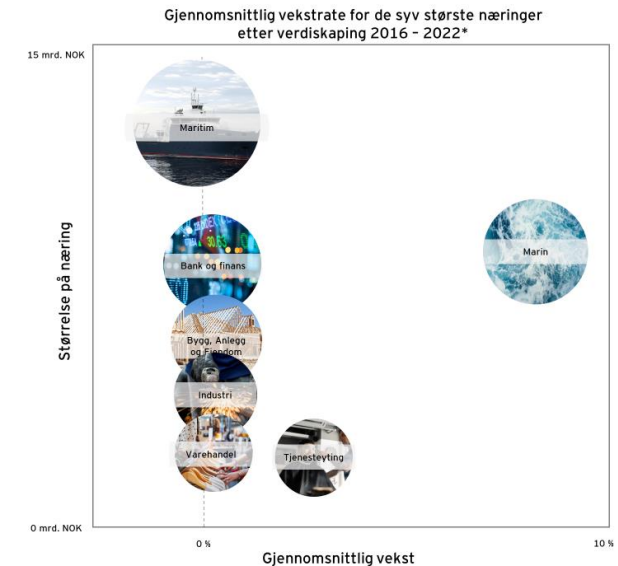 Gjennomsnittlig vekstrate for de syv større næringer
etter verdiskaping 2016 – 2022*
15 mrd. NOK
Maritim
Marin
Bank og finans
Størrelse på næring
Bygg, Anlegg
og Eiendom
Industri
Varehandel
Tjenesteyting
0 mrd. NOK
0 %
10 %
Gjennomsnittlig vekst